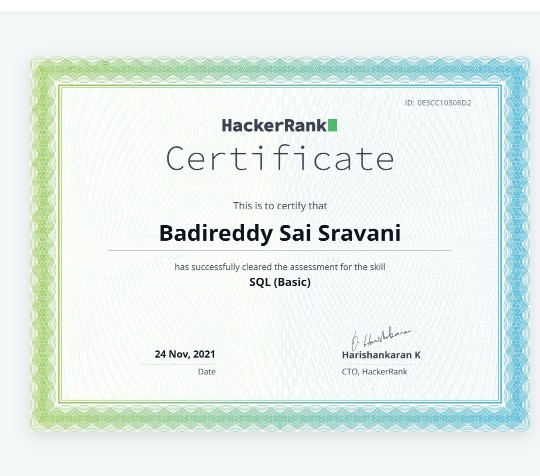 ID: 0E3CC10308D2
HackerRank
Certificate
This is to certify that
Badireddy Sai Sravani
has successfully cleared the assessment for the skill
SQL (Basic)
24 Nov, 2021
Date
Harishankaran K
CTO, HackerRank